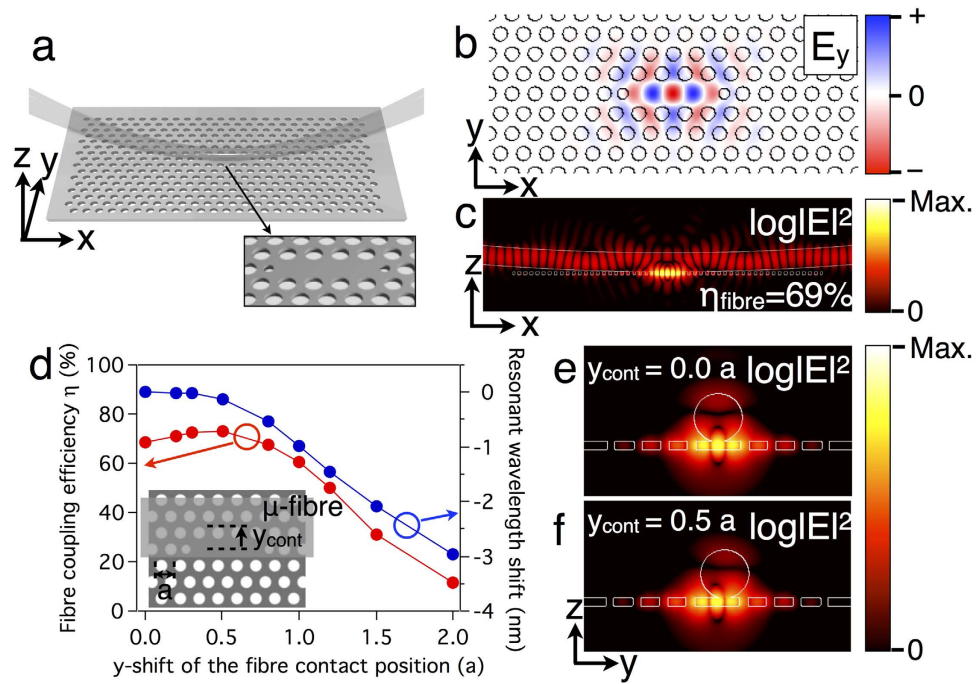 a
z
y
x
b
E_y
+
0
−
y
x
c
log|E|²
η_fibre=69%
z
x
Max.
0
d
Fibre coupling efficiency η (%)
100
80
60
40
20
0
0.0 0.5 1.0 1.5 2.0
y-shift of the fibre contact position (a)
0
-1
-2
-3
-4
Resonant wavelength shift (nm)
μ-fibre
y_cont
a
e
y_cont = 0.0 a log|E|²
f
y_cont = 0.5 a log|E|²
z
y
Max.
0